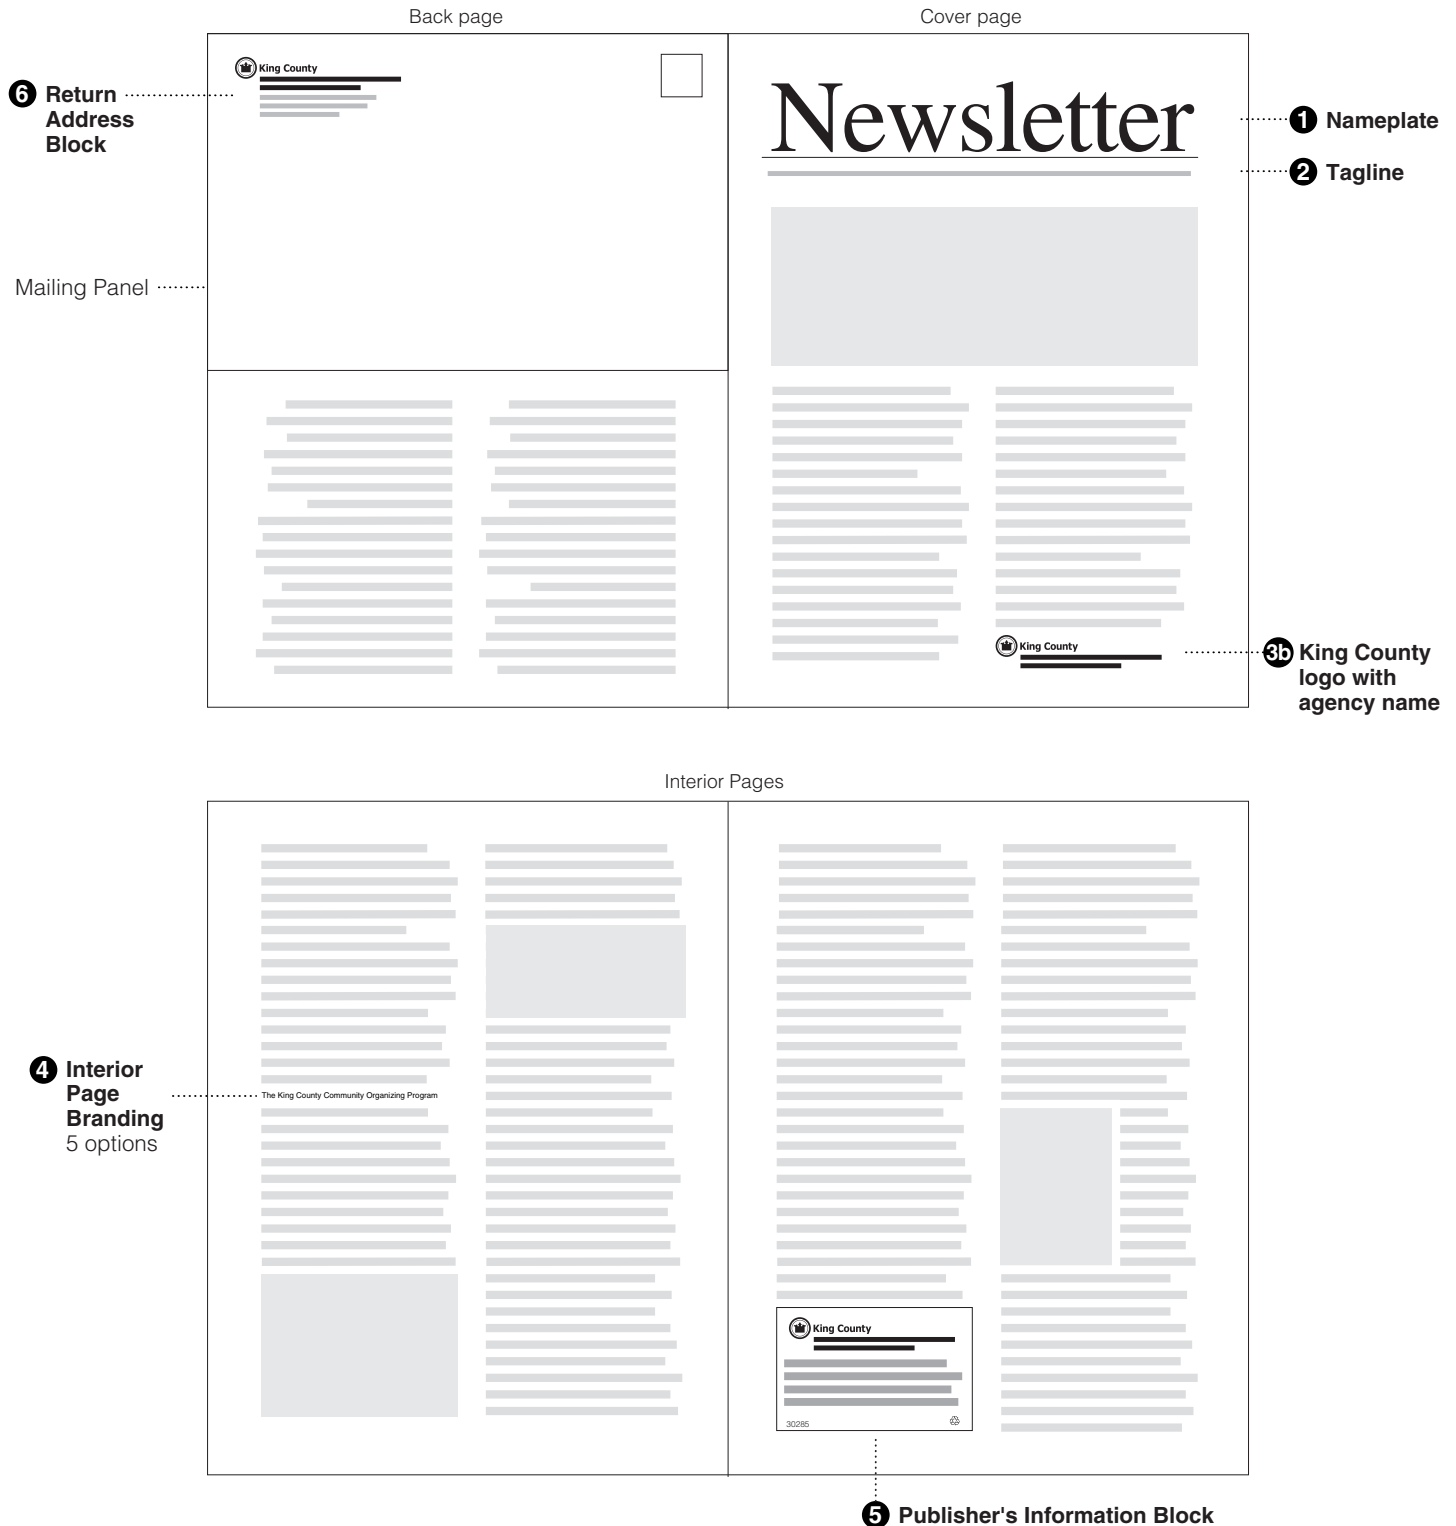 Back page
Cover page
King County
6 Return
Address
Block
Newsletter
1 Nameplate
2 Tagline
Mailing Panel
King County
3b King County
logo with
agency name
Interior Pages
4 Interior
Page
Branding
5 options
The King County Community Organizing Program
King County
30285
5 Publisher's Information Block